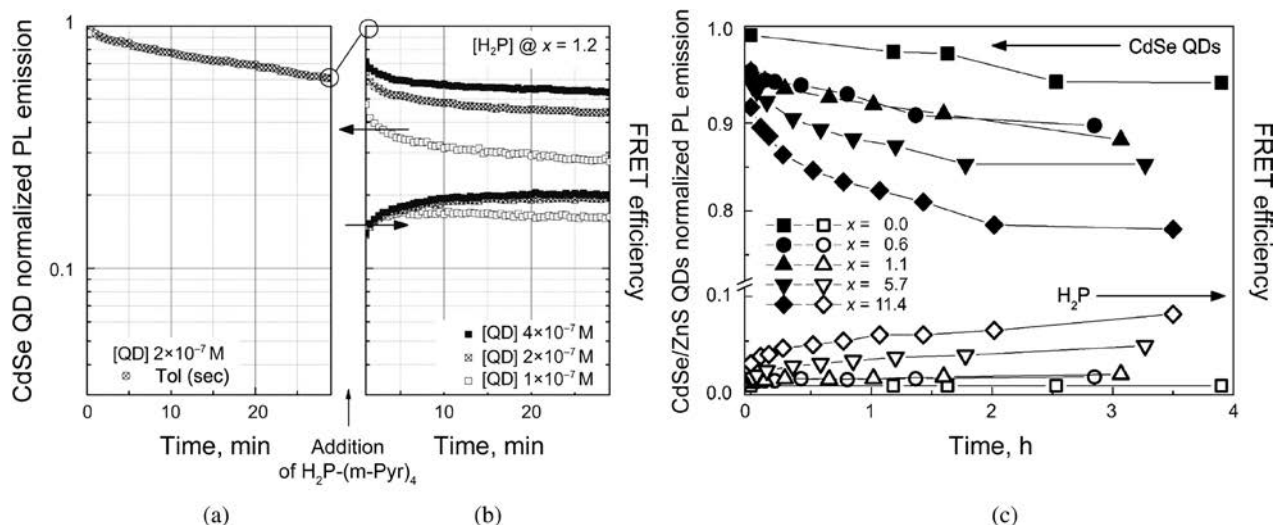 1
0.1
CdSe QD normalized PL emission
[QD] 2×10⁻⁷ M
Tol (sec)
0
10
20
Time, min
Addition
of H₂P-(m-Pyr)₄
[H₂P] @ x = 1.2
[QD] 4×10⁻⁷ M
[QD] 2×10⁻⁷ M
[QD] 1×10⁻⁷ M
10
20
Time, min
FRET efficiency
(a)
(b)
CdSe/ZnS QDs normalized PL emission
1.0
0.9
0.8
0.1
0.0
CdSe QDs
x = 0.0
x = 0.6
x = 1.1
x = 5.7
x = 11.4
H₂P
0
1
2
3
4
Time, h
FRET efficiency
(c)